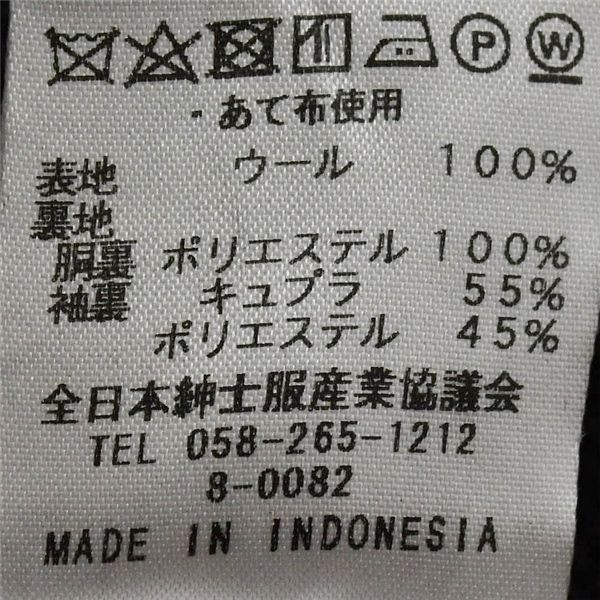 P W
・あて布使用
表地 ウール 100%
裏地
胴裏 ポリエステル 100%
袖裏 キュプラ 55%
ポリエステル 45%
全日本紳士服産業協議会
TEL 058-265-1212
8-0082
MADE IN INDONESIA